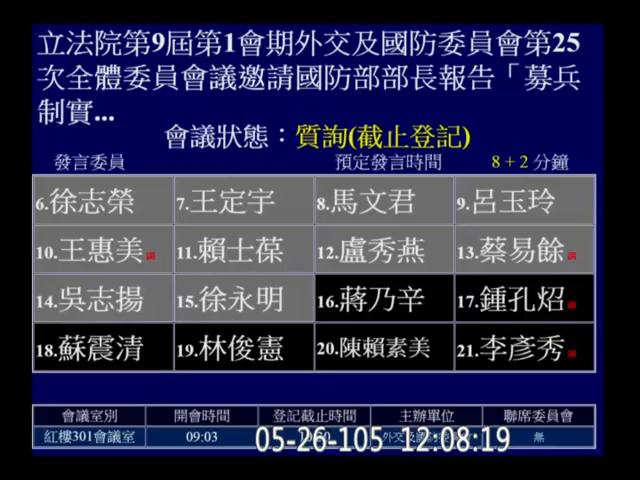 立法院第9屆第1會期外交及國防委員會第25
次全體委員會議邀請國防部部長報告「募兵
制實...
會議狀態：質詢(截止登記)
發言委員 預定發言時間 8 + 2 分鐘
6.徐志榮 7.王定宇 8.馬文君 9.呂玉玲
10.王惠美 11.賴士葆 12.盧秀燕 13.蔡易餘
14.吳志揚 15.徐永明 16.蔣乃辛 17.鍾孔炤
18.蘇震清 19.林俊憲 20.陳賴素美 21.李彥秀
會議室別 開會時間 登記截止時間 主辦單位 聯席委員會
紅樓301會議室 09:03 無
05-26-105 12:08:19